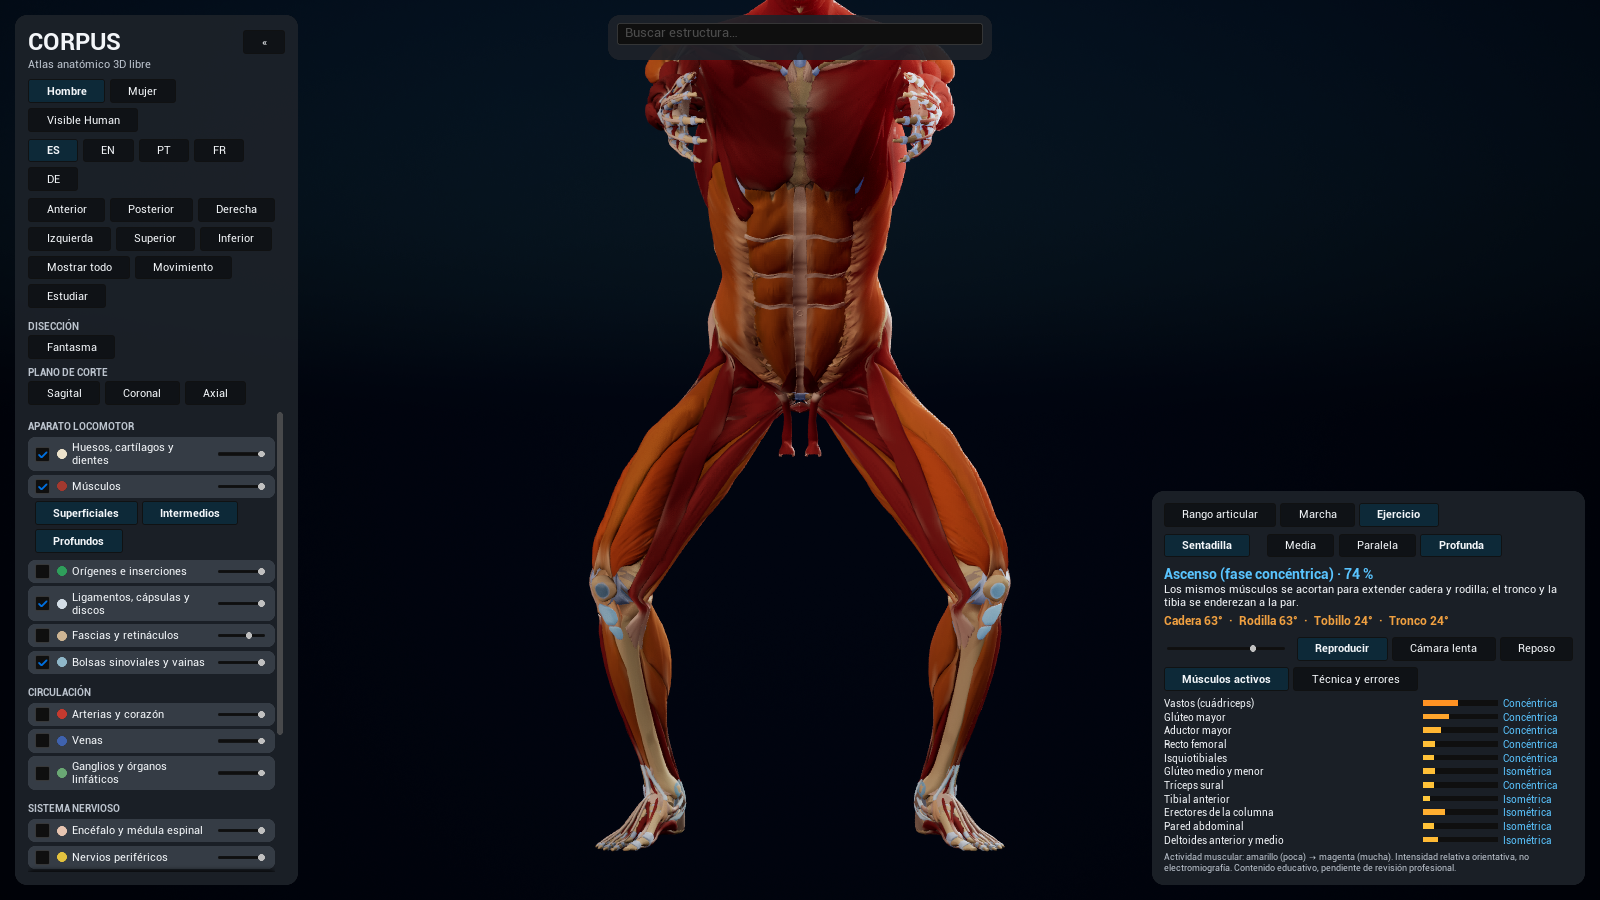 CORPUS
«
Atlas anatómico 3D libre
Hombre
Mujer
Visible Human
ES
EN
PT
FR
DE
Anterior
Posterior
Derecha
Izquierda
Superior
Inferior
Mostrar todo
Movimiento
Estudiar
DISECCIÓN
Fantasma
PLANO DE CORTE
Sagital
Coronal
Axial
APARATO LOCOMOTOR
Huesos, cartílagos y
dientes
Músculos
Superficiales
Intermedios
Profundos
Orígenes e inserciones
Ligamentos, cápsulas y
discos
Fascias y retináculos
Bolsas sinoviales y vainas
CIRCULACIÓN
Arterias y corazón
Venas
Ganglios y órganos
linfáticos
SISTEMA NERVIOSO
Encéfalo y médula espinal
Nervios periféricos
Buscar estructura...
Rango articular
Marcha
Ejercicio
Sentadilla
Media
Paralela
Profunda
Ascenso (fase concéntrica) · 74 %
Los mismos músculos se acortan para extender cadera y rodilla; el tronco y la
tibia se enderezan a la par.
Cadera 63° · Rodilla 63° · Tobillo 24° · Tronco 24°
Reproducir
Cámara lenta
Reposo
Músculos activos
Técnica y errores
Vastos (cuádriceps) Concéntrica
Glúteo mayor Concéntrica
Aductor mayor Concéntrica
Recto femoral Concéntrica
Isquiotibiales Concéntrica
Glúteo medio y menor Isométrica
Tríceps sural Concéntrica
Tibial anterior Isométrica
Erectores de la columna Isométrica
Pared abdominal Isométrica
Deltoides anterior y medio Isométrica
Actividad muscular: amarillo (poca) → magenta (mucha). Intensidad relativa orientativa, no
electromiografía. Contenido educativo, pendiente de revisión profesional.